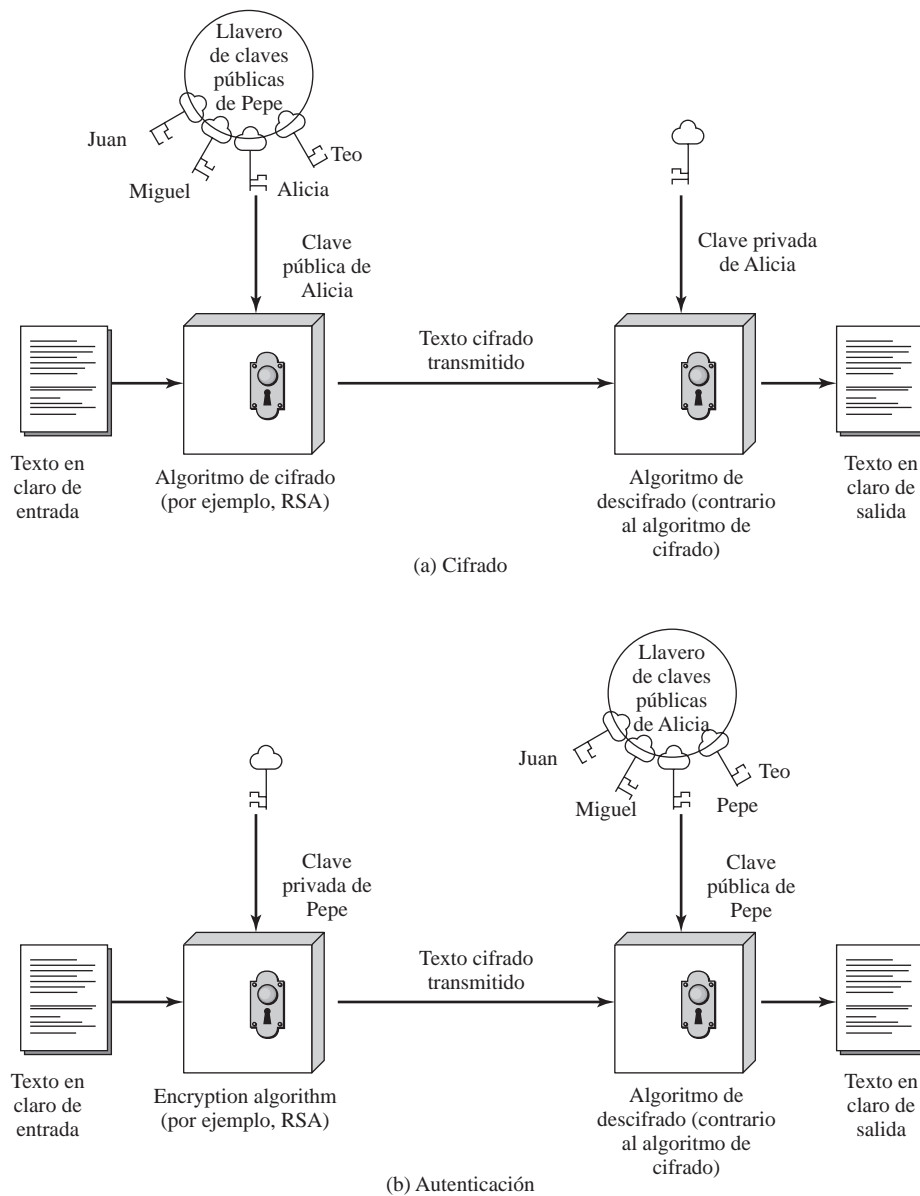 Llavero
de claves
públicas
de Pepe
Juan
Miguel
Alicia
Teo
Clave
pública de
Alicia
Clave privada
de Alicia
Texto cifrado
transmitido
Texto en
claro de
entrada
Algoritmo de cifrado
(por ejemplo, RSA)
Algoritmo de
descifrado (contrario
al algoritmo de
cifrado)
Texto en
claro de
salida
(a) Cifrado
Llavero
de claves
públicas
de Alicia
Juan
Miguel
Pepe
Teo
Clave
privada de
Pepe
Clave
pública de
Pepe
Texto cifrado
transmitido
Texto en
claro de
entrada
Encryption algorithm
(por ejemplo, RSA)
Algoritmo de
descifrado (contrario
al algoritmo de
cifrado)
Texto en
claro de
salida
(b) Autenticación